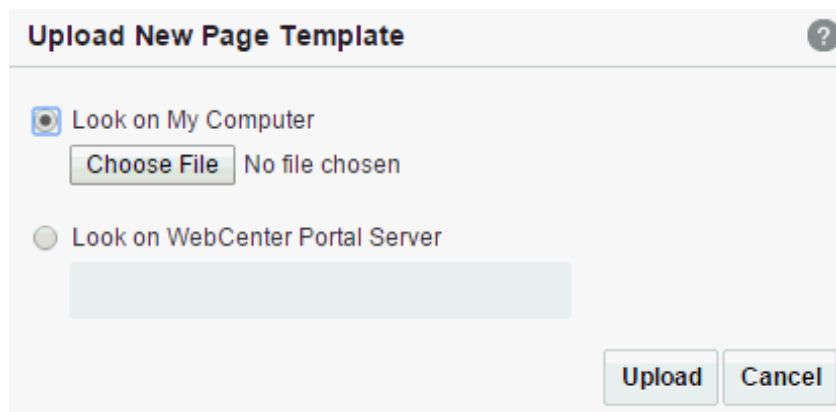 Upload New Page Template ?
Look on My Computer
Choose File No file chosen
Look on WebCenter Portal Server
Upload Cancel